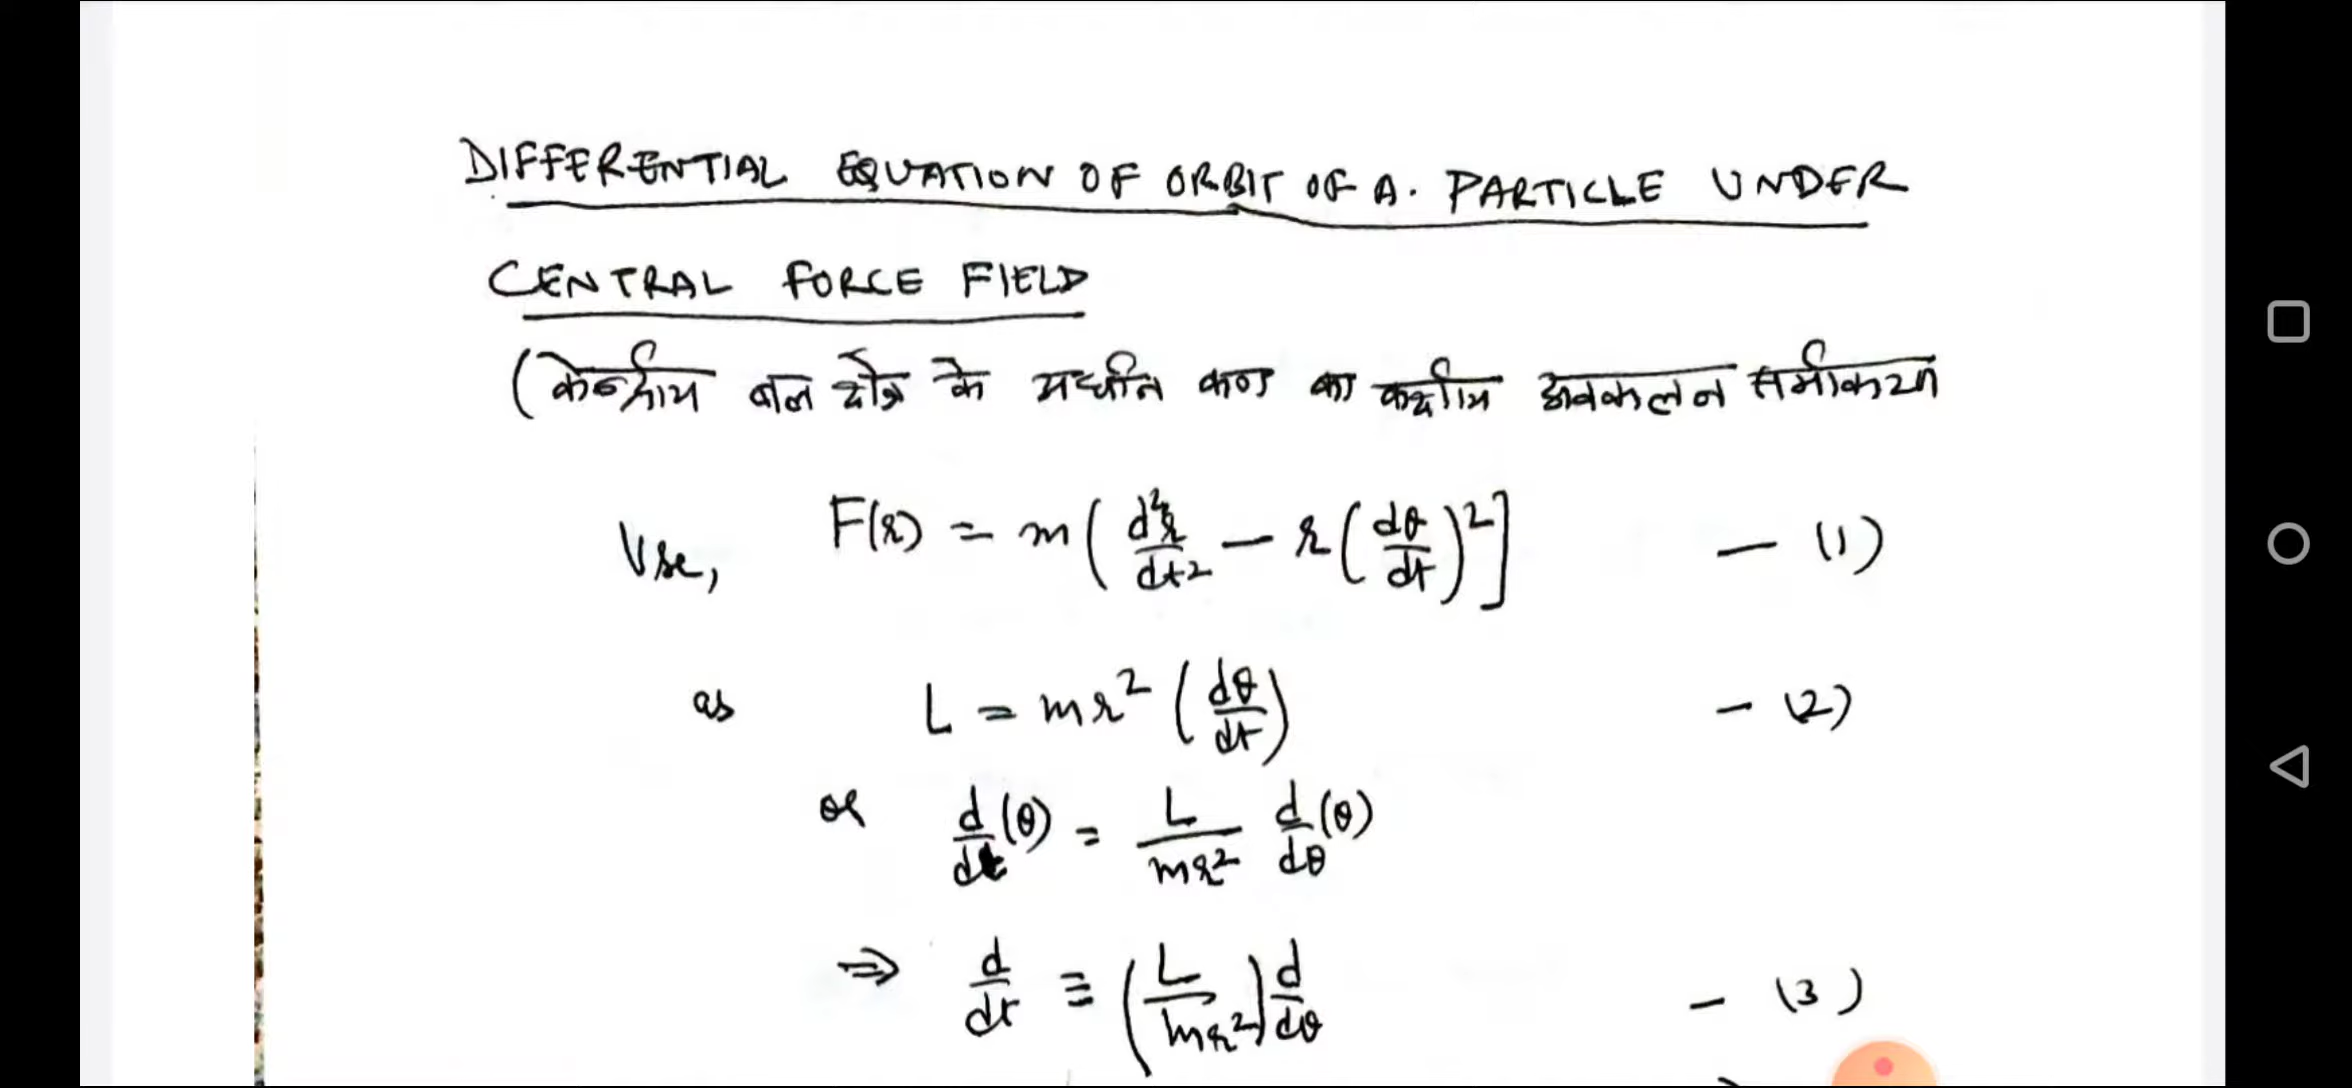 DIFFERENTIAL EQUATION OF ORBIT OF A. PARTICLE UNDER
CENTRAL FORCE FIELD
(केन्द्रीय बल क्षेत्र के अधीन कण का कक्षीय अवकलन समीकरण
Use, F(r) = m ( d²r/dt² − r (dθ/dt)² ] — (1)
as L = mr² (dθ/dt) — (2)
or d/dt (θ) = L/mr² d/dθ (θ)
⇒ d/dt ≡ (L/mr²) d/dθ — (3)